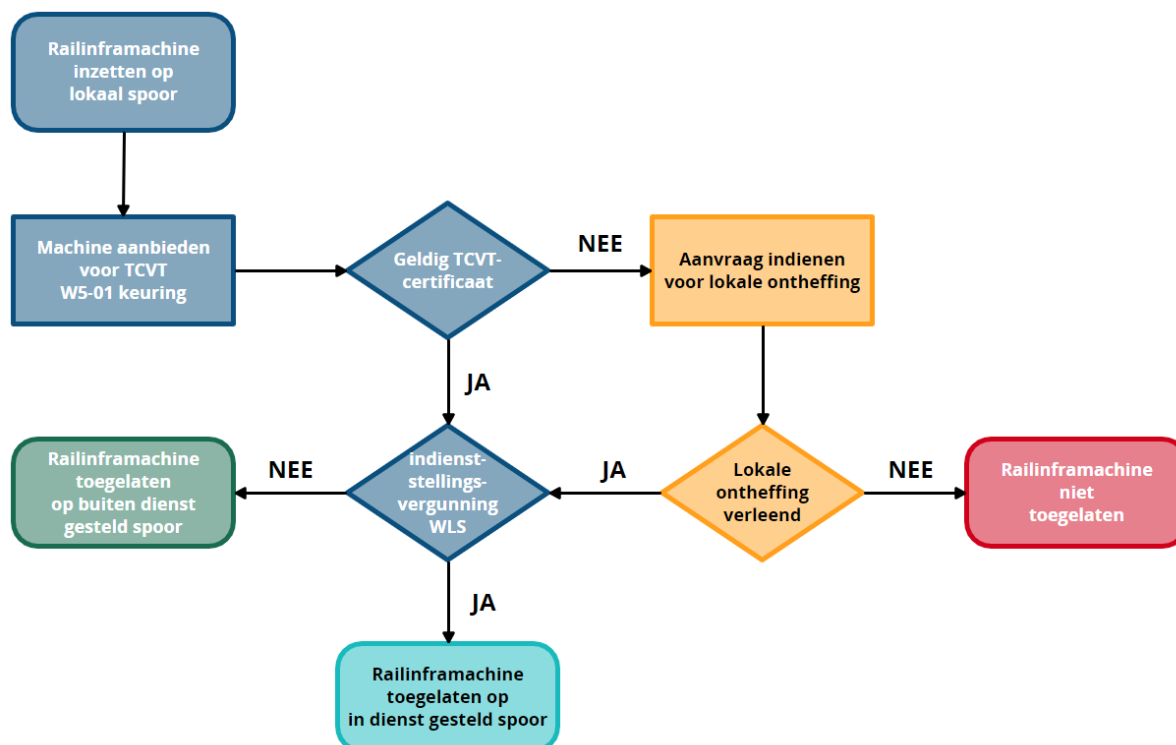 Railinframachine
inzetten op
lokaal spoor
Machine aanbieden
voor TCVT
W5-01 keuring
Geldig TCVT-
certificaat
NEE
Aanvraag indienen
voor lokale ontheffing
JA
Railinframachine
toegelaten
op buiten dienst
gesteld spoor
NEE
indienst-
stellings-
vergunning
WLS
JA
Lokale
ontheffing
verleend
NEE
Railinframachine
niet
toegelaten
JA
Railinframachine
toegelaten op
in dienst gesteld spoor